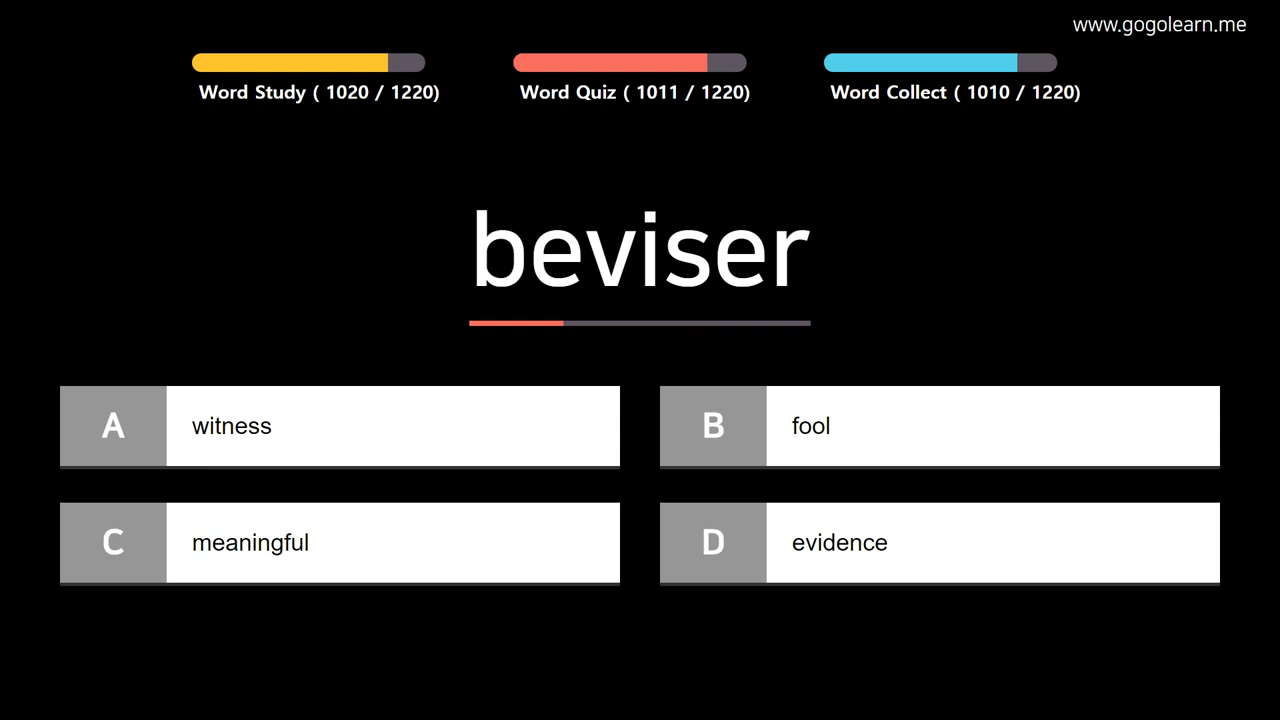 www.gogolearn.me
Word Study ( 1020 / 1220)
Word Quiz ( 1011 / 1220)
Word Collect ( 1010 / 1220)
beviser
A witness
B fool
C meaningful
D evidence